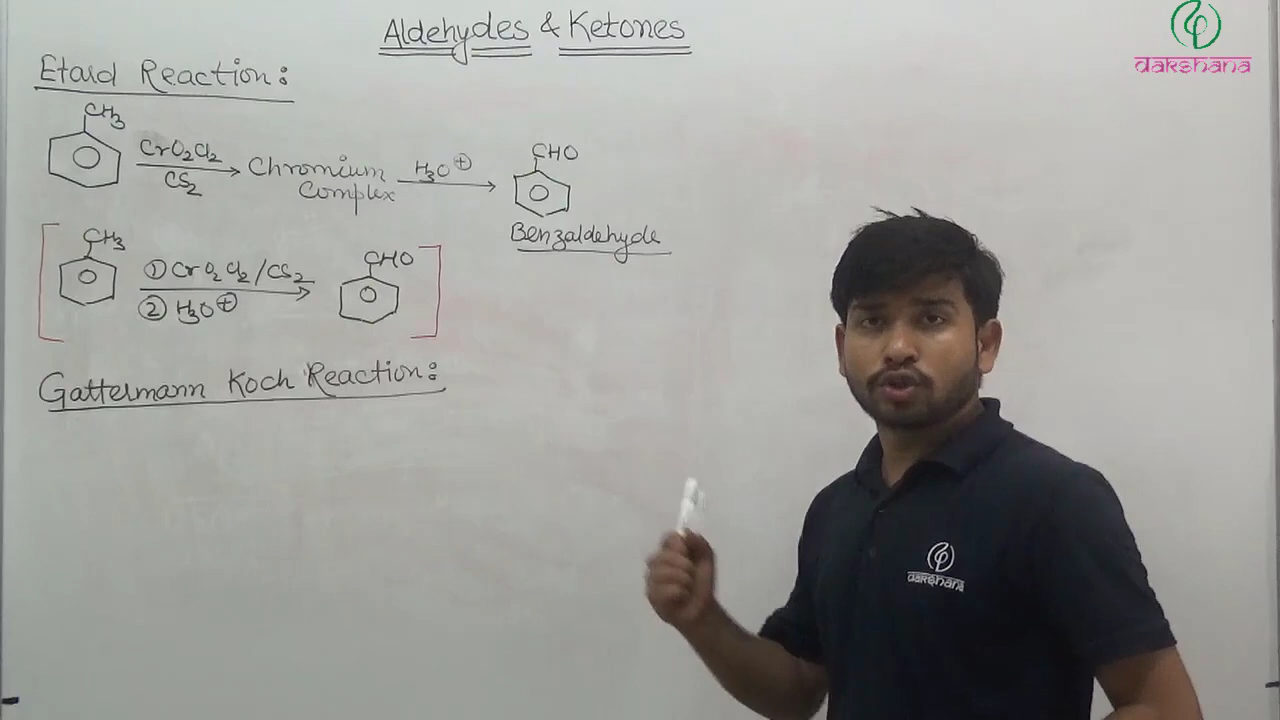 Aldehydes & Ketones
dakshana
Etard Reaction:
CH3
CrO2Cl2
CS2
Chromium
Complex
H3O⊕
CHO
Benzaldehyde
CH3
① CrO2Cl2/CS2
② H3O⊕
CHO
Gattermann Koch Reaction:
dakshana